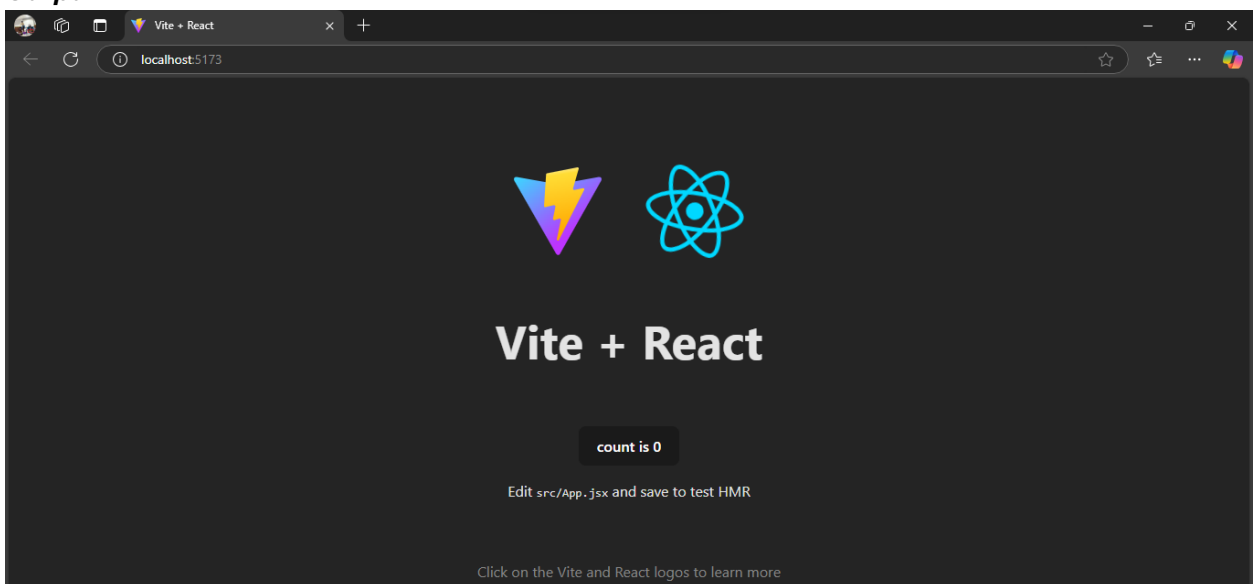 Vite + React
localhost:5173
Vite + React
count is 0
Edit src/App.jsx and save to test HMR
Click on the Vite and React logos to learn more